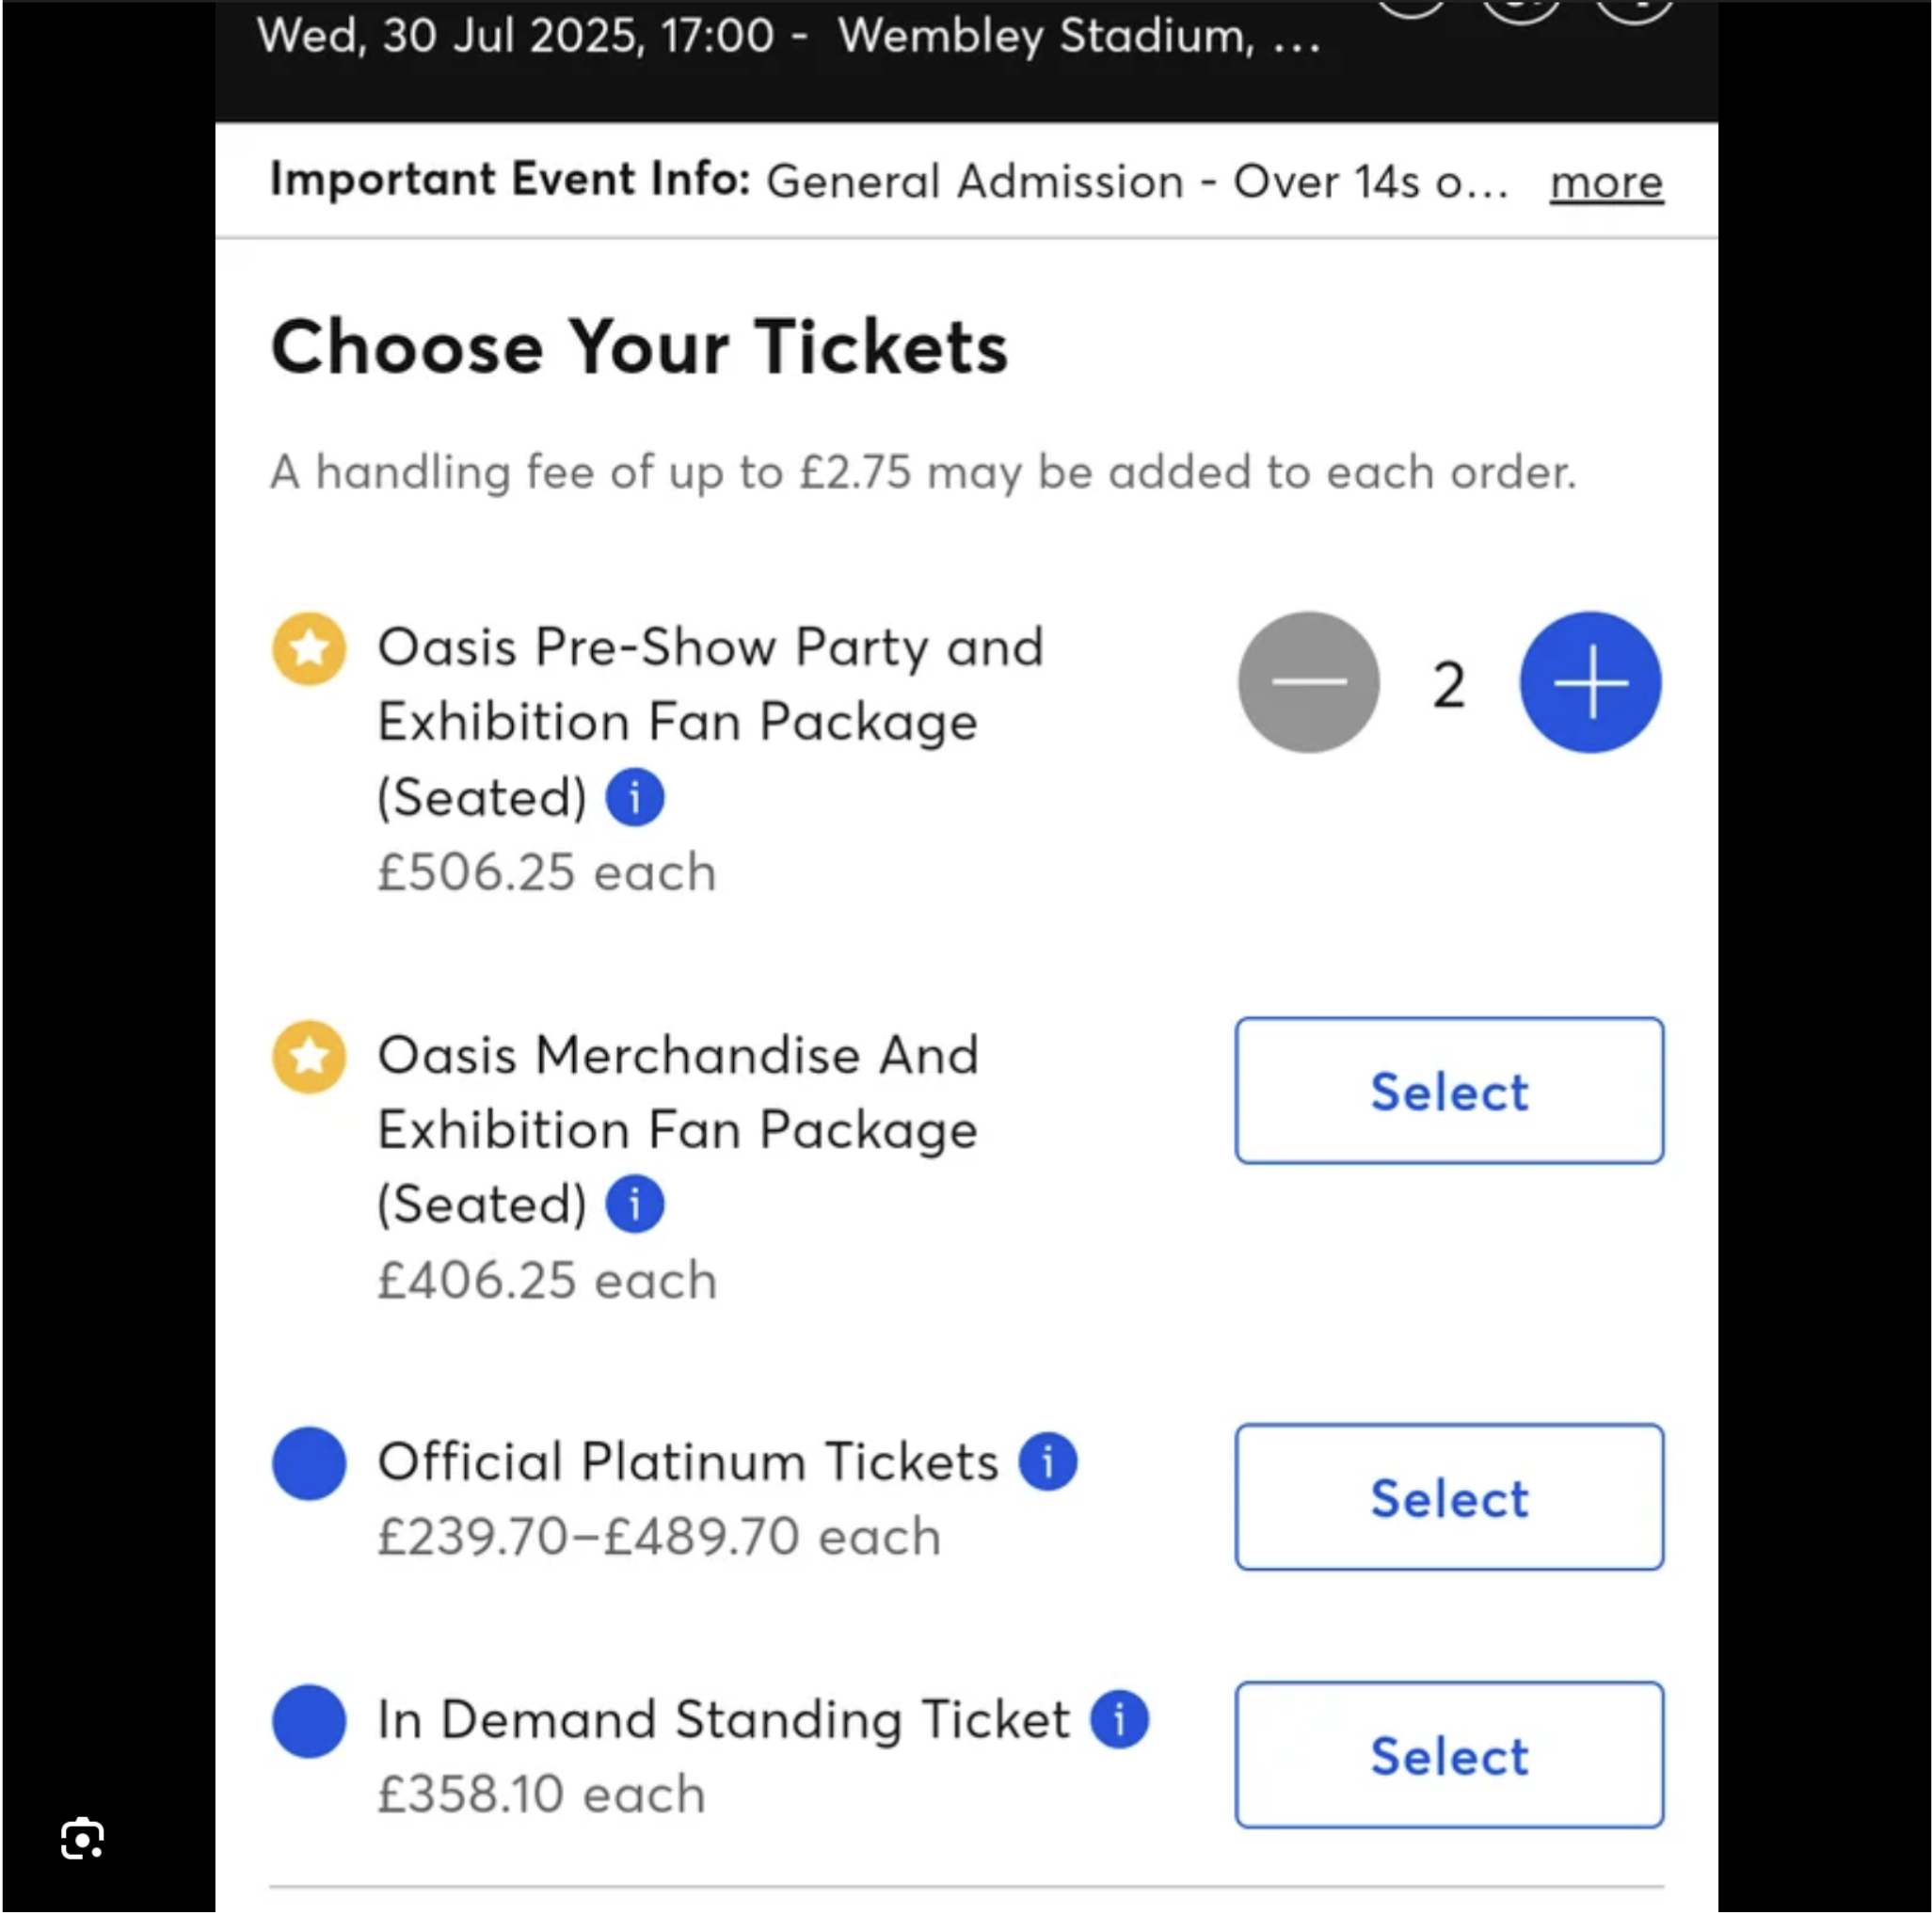 Wed, 30 Jul 2025, 17:00 - Wembley Stadium, ...
Important Event Info: General Admission - Over 14s o... more
Choose Your Tickets
A handling fee of up to £2.75 may be added to each order.
Oasis Pre-Show Party and
Exhibition Fan Package
(Seated) i
£506.25 each
2
Oasis Merchandise And
Exhibition Fan Package
(Seated) i
£406.25 each
Select
Official Platinum Tickets i
£239.70–£489.70 each
Select
In Demand Standing Ticket i
£358.10 each
Select